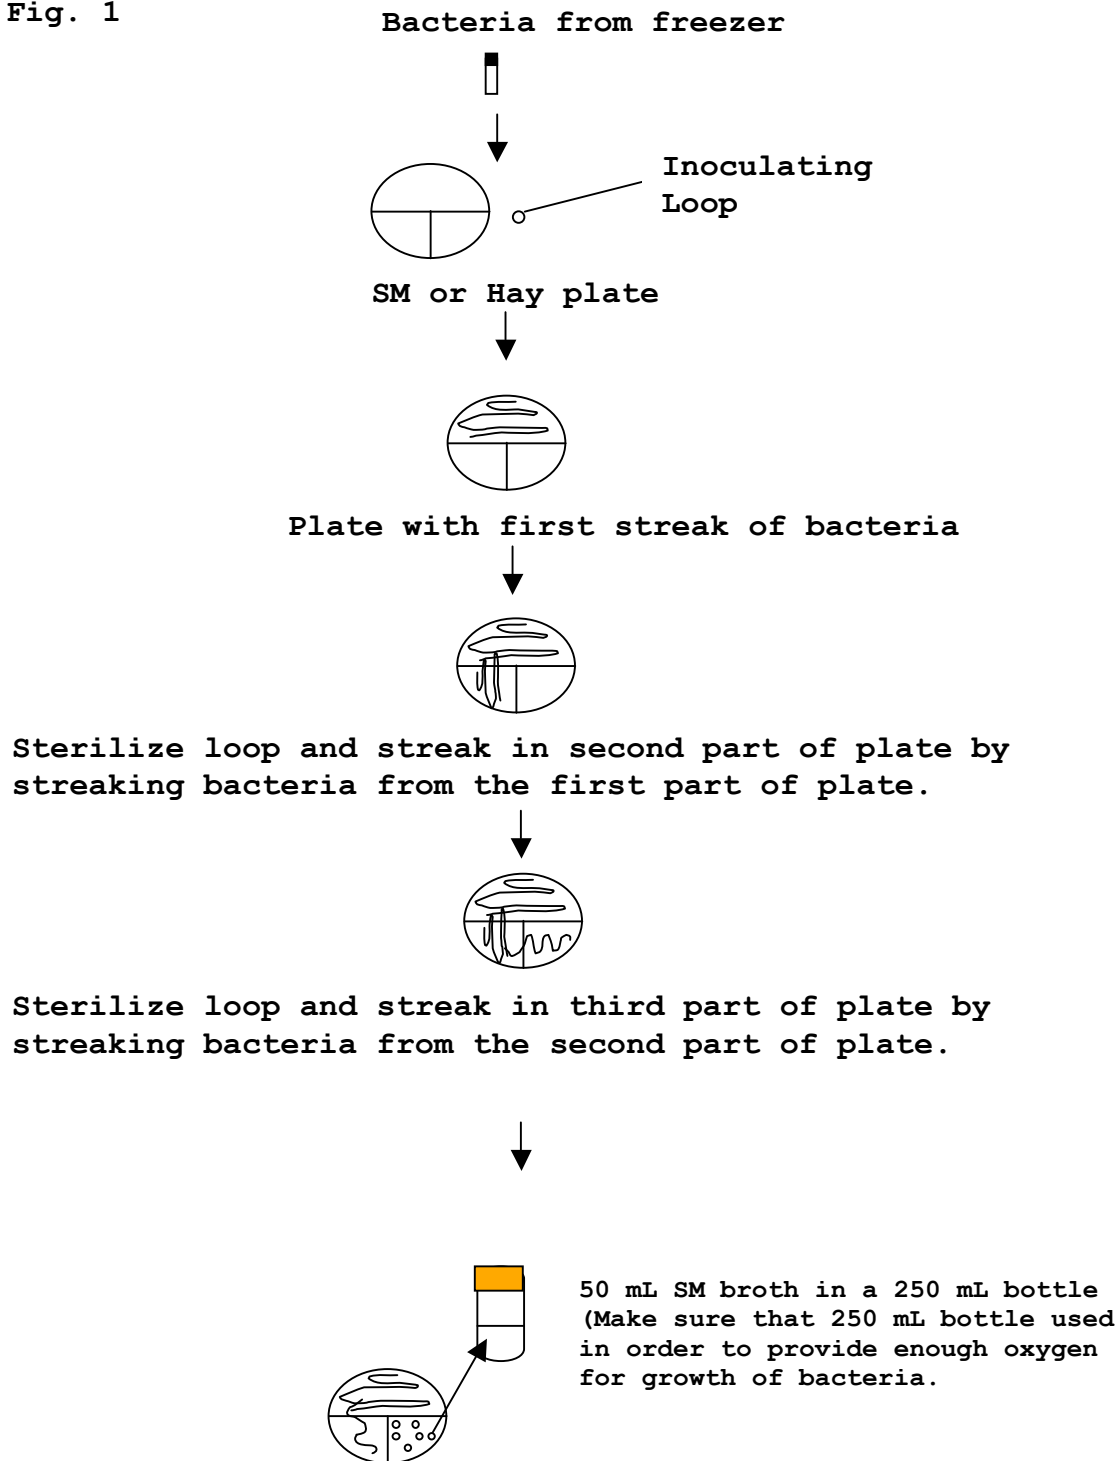 Fig. 1
Bacteria from freezer
Inoculating
Loop
SM or Hay plate
Plate with first streak of bacteria
Sterilize loop and streak in second part of plate by
streaking bacteria from the first part of plate.
Sterilize loop and streak in third part of plate by
streaking bacteria from the second part of plate.
50 mL SM broth in a 250 mL bottle
(Make sure that 250 mL bottle used
in order to provide enough oxygen
for growth of bacteria.